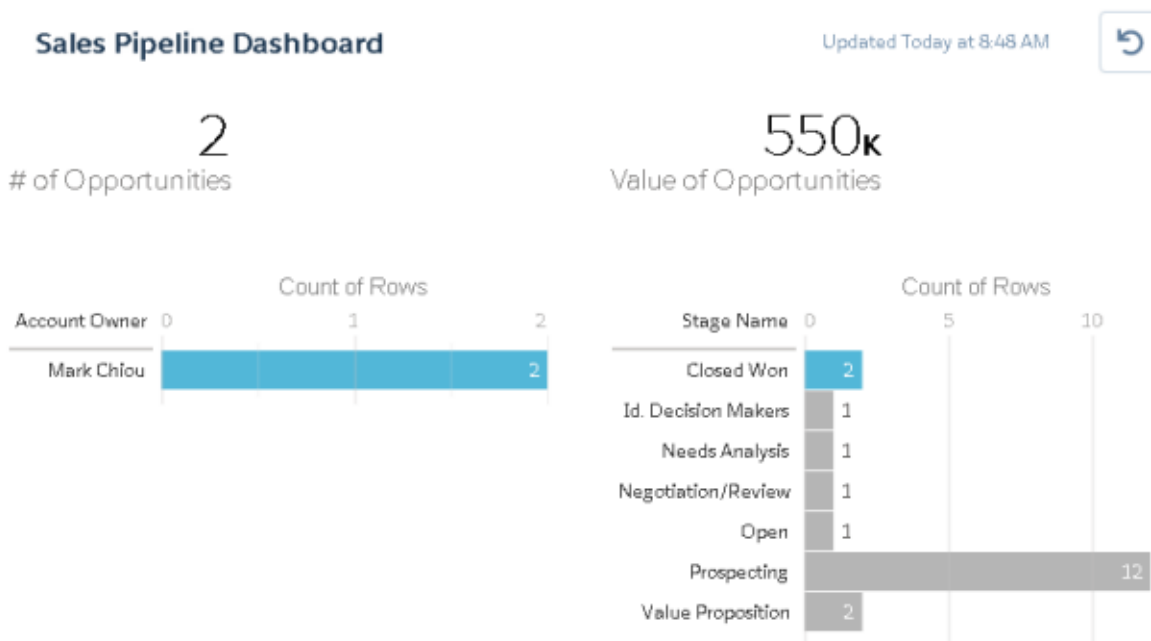 Sales Pipeline Dashboard
Updated Today at 8:48 AM
2
# of Opportunities
550K
Value of Opportunities
Count of Rows
Account Owner 0 1 2
Mark Chiou 2
Count of Rows
Stage Name 0 5 10
Closed Won 2
Id. Decision Makers 1
Needs Analysis 1
Negotiation/Review 1
Open 1
Prospecting 12
Value Proposition 2